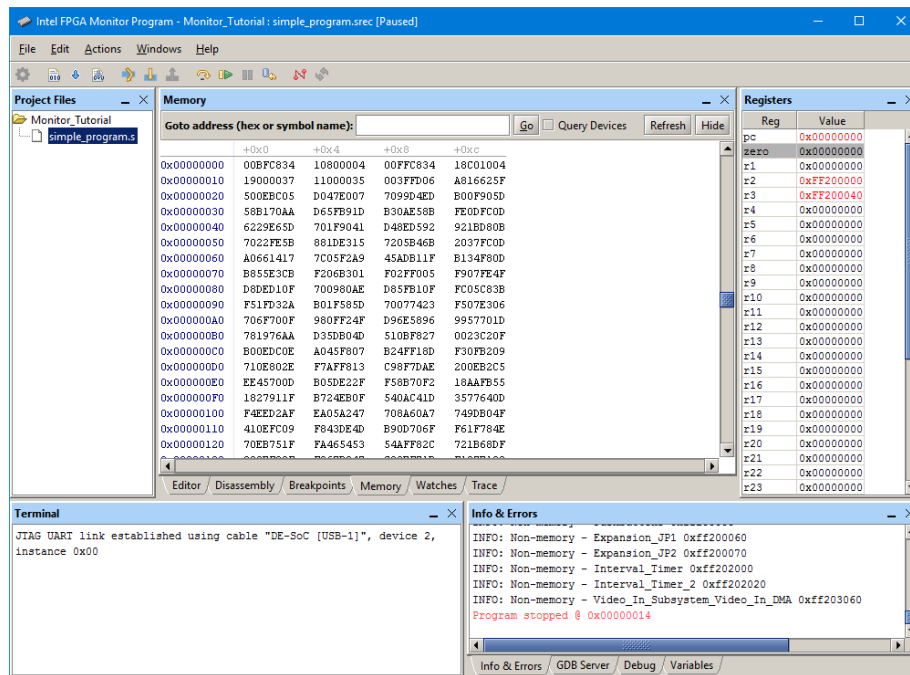 Intel FPGA Monitor Program - Monitor_Tutorial : simple_program.srec [Paused]
File Edit Actions Windows Help
Project Files
Monitor_Tutorial
simple_program.s
Memory
Goto address (hex or symbol name): Go Query Devices Refresh Hide
+0x0 +0x4 +0x8 +0xc
0x00000000 00BFC834 10800004 00FFC834 18C01004
0x00000010 19000037 11000035 003FFD06 A816625F
0x00000020 500EBC05 D047E007 7099D4ED B00F905D
0x00000030 58B170AA D65FB91D B30AE58B FE0DFC0D
0x00000040 6229E65D 701F9041 D48ED592 921BD80B
0x00000050 7022FE5B 881DE315 7205B46B 2037FC0D
0x00000060 A0661417 7C05F2A9 45ADB11F B134F80D
0x00000070 B855E3CB F206B301 F02FF005 F907FE4F
0x00000080 D8DED10F 700980AE D85FB10F FC05C83B
0x00000090 F51FD32A B01F585D 70077423 F507E306
0x000000A0 706F700F 980FF24F D96E5896 9957701D
0x000000B0 781976AA D35DB04D 510BF827 0023C20F
0x000000C0 B00EDC0E A045F807 B24FF18D F30FB209
0x000000D0 710E802E F7AFF813 C98F7DAE 200EB2C5
0x000000E0 EE45700D B05DE22F F58B70F2 18AAFB55
0x000000F0 1827911F B724EB0F 540AC41D 3577640D
0x00000100 F4EED2AF EA05A247 708A60A7 749DB04F
0x00000110 410EFC09 F843DE4D B90D706F F61F784E
0x00000120 70EB751F FA465453 54AFF82C 721B68DF
Editor Disassembly Breakpoints Memory Watches Trace
Registers
Reg Value
pc 0x00000000
zero 0x00000000
r1 0x00000000
r2 0xFF200000
r3 0xFF200040
r4 0x00000000
r5 0x00000000
r6 0x00000000
r7 0x00000000
r8 0x00000000
r9 0x00000000
r10 0x00000000
r11 0x00000000
r12 0x00000000
r13 0x00000000
r14 0x00000000
r15 0x00000000
r16 0x00000000
r17 0x00000000
r18 0x00000000
r19 0x00000000
r20 0x00000000
r21 0x00000000
r22 0x00000000
r23 0x00000000
Terminal
JTAG UART link established using cable "DE-SoC [USB-1]", device 2,
instance 0x00
Info & Errors
INFO: Non-memory - Expansion_JP1 0xff200060
INFO: Non-memory - Expansion_JP2 0xff200070
INFO: Non-memory - Interval_Timer 0xff202000
INFO: Non-memory - Interval_Timer_2 0xff202020
INFO: Non-memory - Video_In_Subsystem_Video_In_DMA 0xff203060
Program stopped @ 0x00000014
Info & Errors GDB Server Debug Variables